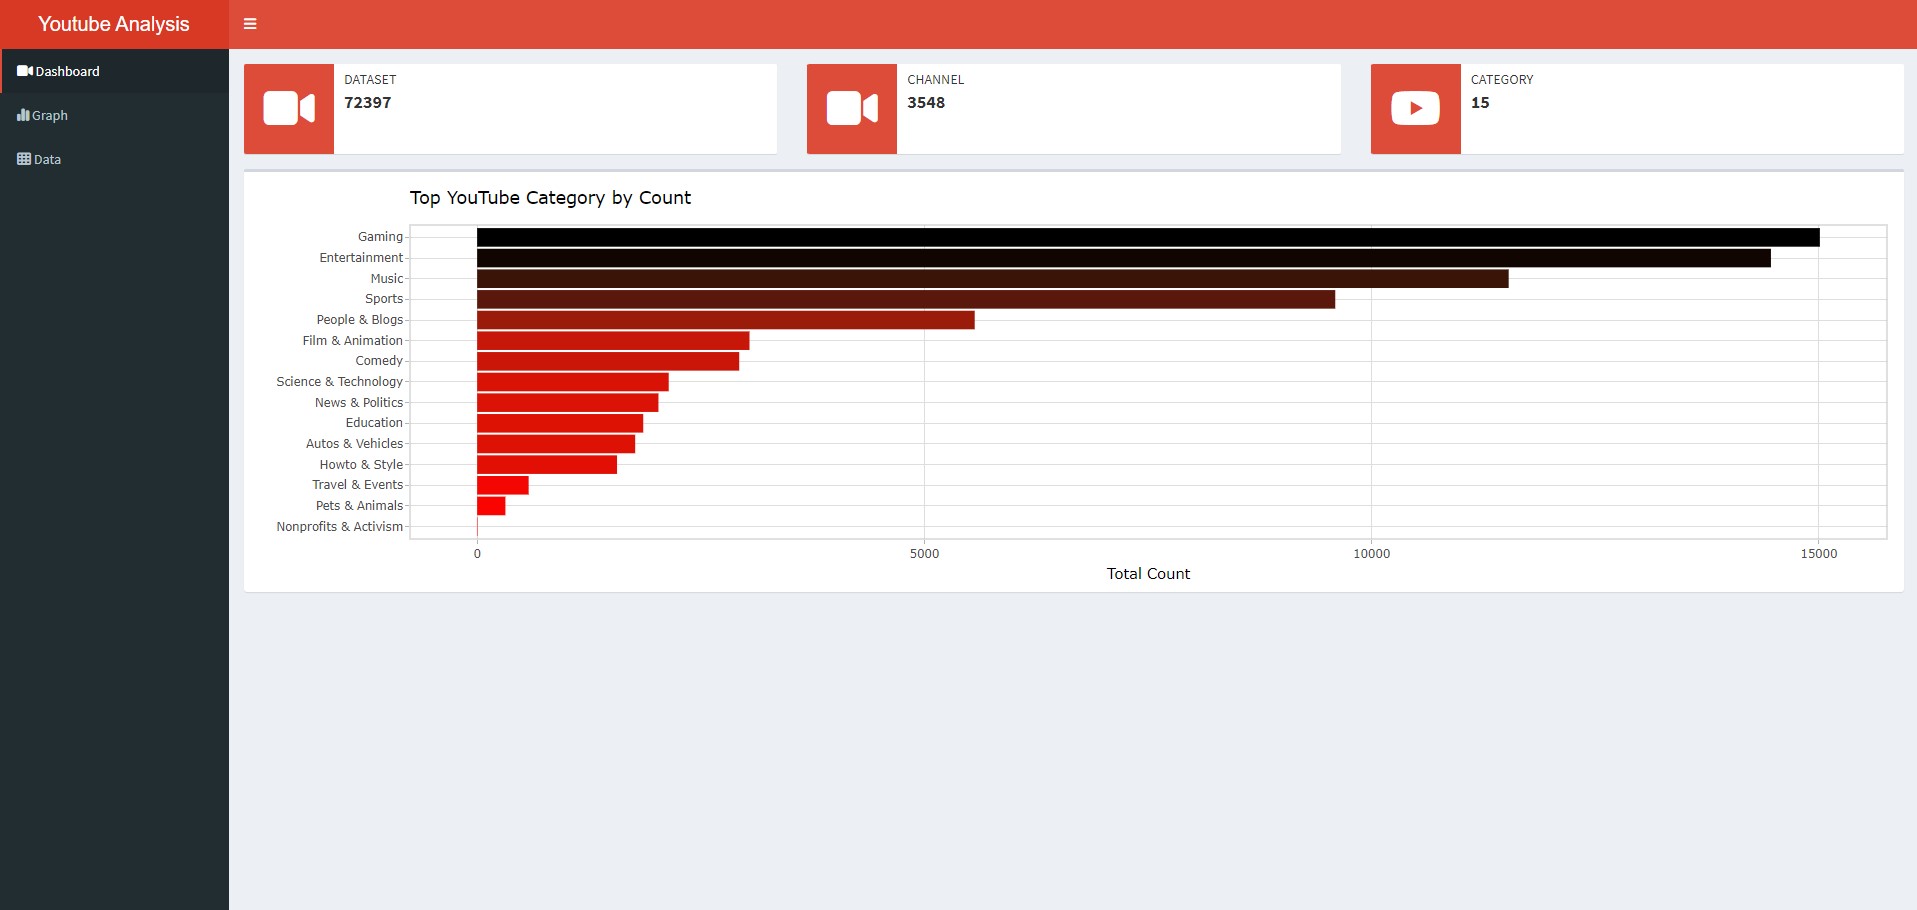 Youtube Analysis
Dashboard
Graph
Data
DATASET
72397
CHANNEL
3548
CATEGORY
15
Top YouTube Category by Count
Gaming
Entertainment
Music
Sports
People & Blogs
Film & Animation
Comedy
Science & Technology
News & Politics
Education
Autos & Vehicles
Howto & Style
Travel & Events
Pets & Animals
Nonprofits & Activism
0 5000 10000 15000
Total Count